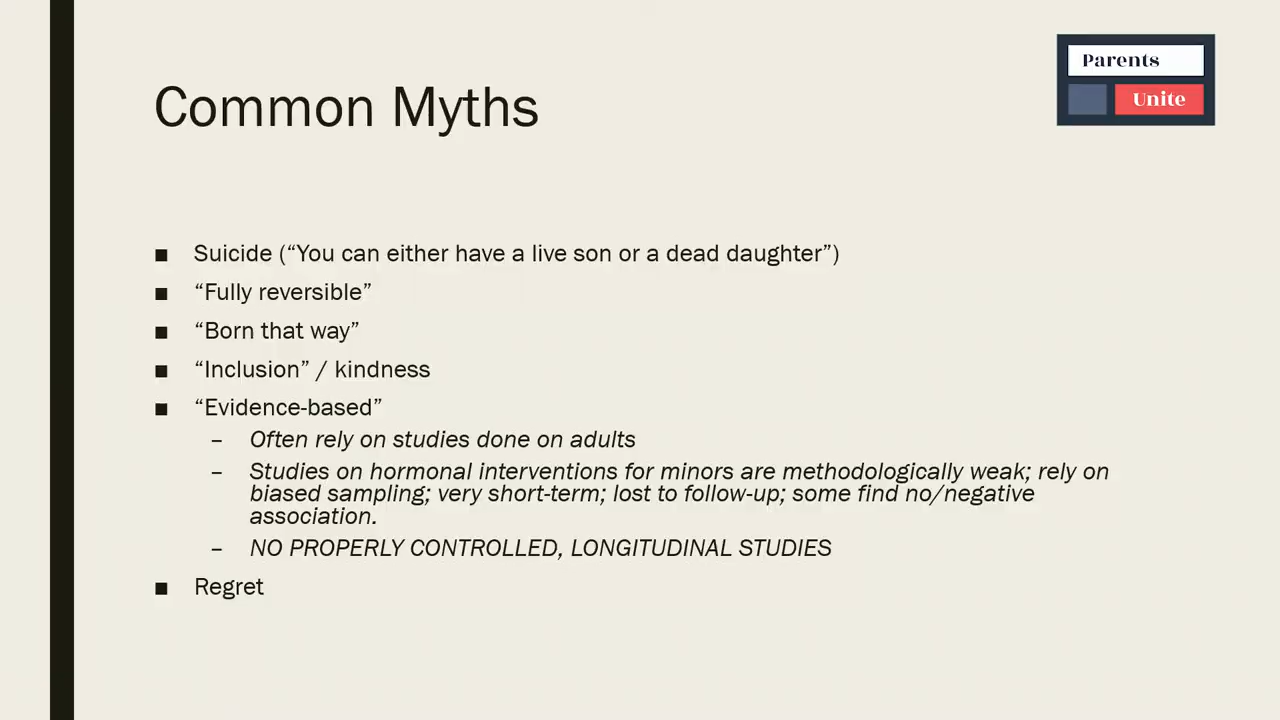 Parents
Unite
Common Myths
■ Suicide (“You can either have a live son or a dead daughter”)
■ “Fully reversible”
■ “Born that way”
■ “Inclusion” / kindness
■ “Evidence-based”
– Often rely on studies done on adults
– Studies on hormonal interventions for minors are methodologically weak; rely on
biased sampling; very short-term; lost to follow-up; some find no/negative
association.
– NO PROPERLY CONTROLLED, LONGITUDINAL STUDIES
■ Regret